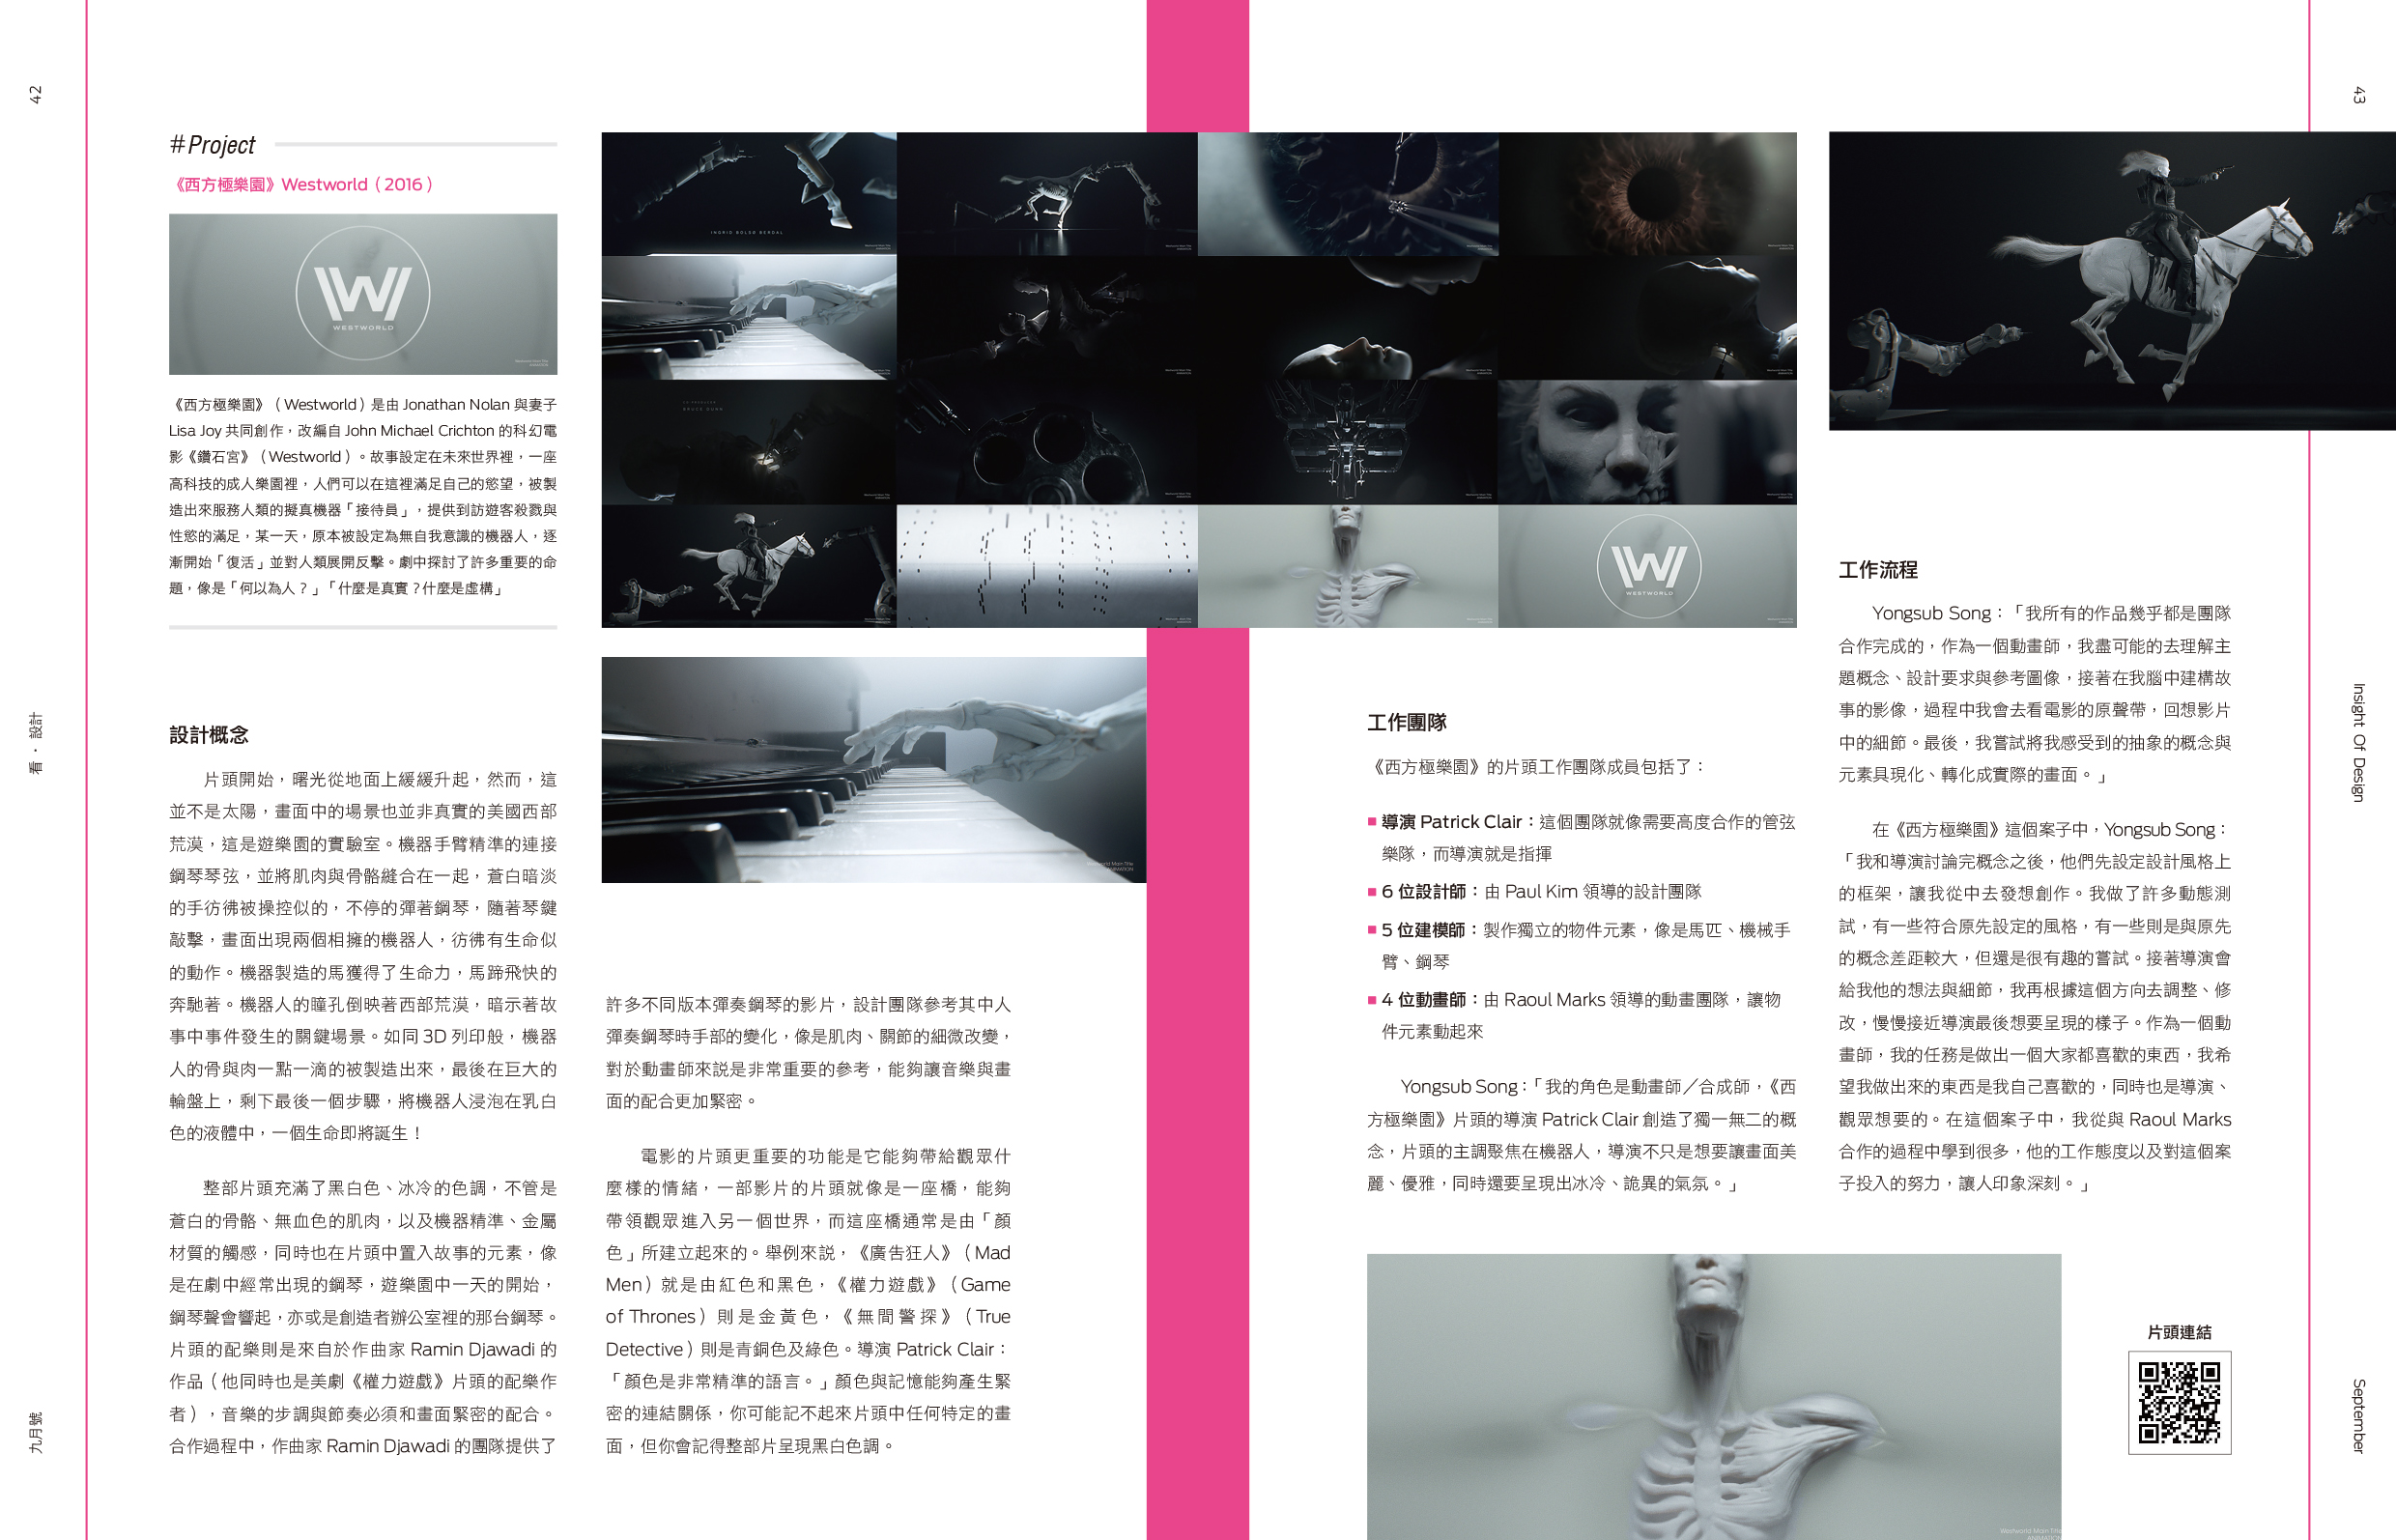 42
#Project
《西方極樂園》Westworld（2016）
WESTWORLD
Westworld Main Title
ANIMATION
《西方極樂園》（Westworld）是由 Jonathan Nolan 與妻子
Lisa Joy 共同創作，改編自 John Michael Crichton 的科幻電
影《鑽石宮》（Westworld）。故事設定在未來世界裡，一座
高科技的成人樂園裡，人們可以在這裡滿足自己的慾望，被製
造出來服務人類的擬真機器「接待員」，提供到訪遊客殺戮與
性慾的滿足，某一天，原本被設定為無自我意識的機器人，逐
漸開始「復活」並對人類展開反擊。劇中探討了許多重要的命
題，像是「何以為人？」「什麼是真實？什麼是虛構」
看・設計
九月號
設計概念
片頭開始，曙光從地面上緩緩升起，然而，這
並不是太陽，畫面中的場景也並非真實的美國西部
荒漠，這是遊樂園的實驗室。機器手臂精準的連接
鋼琴琴弦，並將肌肉與骨骼縫合在一起，蒼白暗淡
的手彷彿被操控似的，不停的彈著鋼琴，隨著琴鍵
敲擊，畫面出現兩個相擁的機器人，彷彿有生命似
的動作。機器製造的馬獲得了生命力，馬蹄飛快的
奔馳著。機器人的瞳孔倒映著西部荒漠，暗示著故
事中事件發生的關鍵場景。如同 3D 列印般，機器
人的骨與肉一點一滴的被製造出來，最後在巨大的
輪盤上，剩下最後一個步驟，將機器人浸泡在乳白
色的液體中，一個生命即將誕生！
整部片頭充滿了黑白色、冰冷的色調，不管是
蒼白的骨骼、無血色的肌肉，以及機器精準、金屬
材質的觸感，同時也在片頭中置入故事的元素，像
是在劇中經常出現的鋼琴，遊樂園中一天的開始，
鋼琴聲會響起，亦或是創造者辦公室裡的那台鋼琴。
片頭的配樂則是來自於作曲家 Ramin Djawadi 的
作品（他同時也是美劇《權力遊戲》片頭的配樂作
者），音樂的步調與節奏必須和畫面緊密的配合。
合作過程中，作曲家 Ramin Djawadi 的團隊提供了
INGRID BOLSØ BERDAL
CO-PRODUCER
BRUCE DUNN
WESTWORLD
Westworld Main Title
ANIMATION
許多不同版本彈奏鋼琴的影片，設計團隊參考其中人
彈奏鋼琴時手部的變化，像是肌肉、關節的細微改變，
對於動畫師來說是非常重要的參考，能夠讓音樂與畫
面的配合更加緊密。
電影的片頭更重要的功能是它能夠帶給觀眾什
麼樣的情緒，一部影片的片頭就像是一座橋，能夠
帶領觀眾進入另一個世界，而這座橋通常是由「顏
色」所建立起來的。舉例來說，《廣告狂人》（Mad
Men）就是由紅色和黑色，《權力遊戲》（Game
of Thrones）則是金黃色，《無間警探》（True
Detective）則是青銅色及綠色。導演 Patrick Clair：
「顏色是非常精準的語言。」顏色與記憶能夠產生緊
密的連結關係，你可能記不起來片頭中任何特定的畫
面，但你會記得整部片呈現黑白色調。
工作團隊
《西方極樂園》的片頭工作團隊成員包括了：
■ 導演 Patrick Clair：這個團隊就像需要高度合作的管弦
樂隊，而導演就是指揮
■ 6 位設計師：由 Paul Kim 領導的設計團隊
■ 5 位建模師：製作獨立的物件元素，像是馬匹、機械手
臂、鋼琴
■ 4 位動畫師：由 Raoul Marks 領導的動畫團隊，讓物
件元素動起來
Yongsub Song：「我的角色是動畫師／合成師，《西
方極樂園》片頭的導演 Patrick Clair 創造了獨一無二的概
念，片頭的主調聚焦在機器人，導演不只是想要讓畫面美
麗、優雅，同時還要呈現出冰冷、詭異的氣氛。」
Westworld Main Title
ANIMATION
工作流程
Yongsub Song：「我所有的作品幾乎都是團隊
合作完成的，作為一個動畫師，我盡可能的去理解主
題概念、設計要求與參考圖像，接著在我腦中建構故
事的影像，過程中我會去看電影的原聲帶，回想影片
中的細節。最後，我嘗試將我感受到的抽象的概念與
元素具現化、轉化成實際的畫面。」
在《西方極樂園》這個案子中，Yongsub Song：
「我和導演討論完概念之後，他們先設定設計風格上
的框架，讓我從中去發想創作。我做了許多動態測
試，有一些符合原先設定的風格，有一些則是與原先
的概念差距較大，但還是很有趣的嘗試。接著導演會
給我他的想法與細節，我再根據這個方向去調整、修
改，慢慢接近導演最後想要呈現的樣子。作為一個動
畫師，我的任務是做出一個大家都喜歡的東西，我希
望我做出來的東西是我自己喜歡的，同時也是導演、
觀眾想要的。在這個案子中，我從與 Raoul Marks
合作的過程中學到很多，他的工作態度以及對這個案
子投入的努力，讓人印象深刻。」
片頭連結
43
Insight Of Design
September